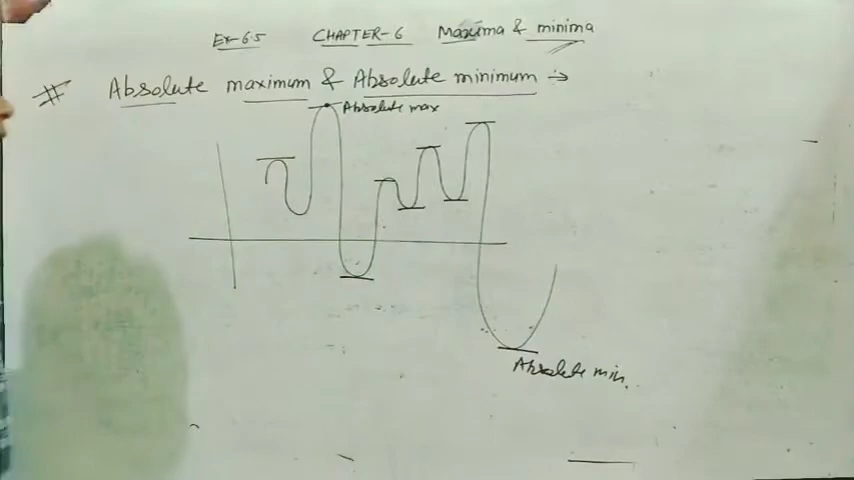 Ex-6.5 CHAPTER-6 Maxima & minima
# Absolute maximum & Absolute minimum →
Absolute max
Absolute min.